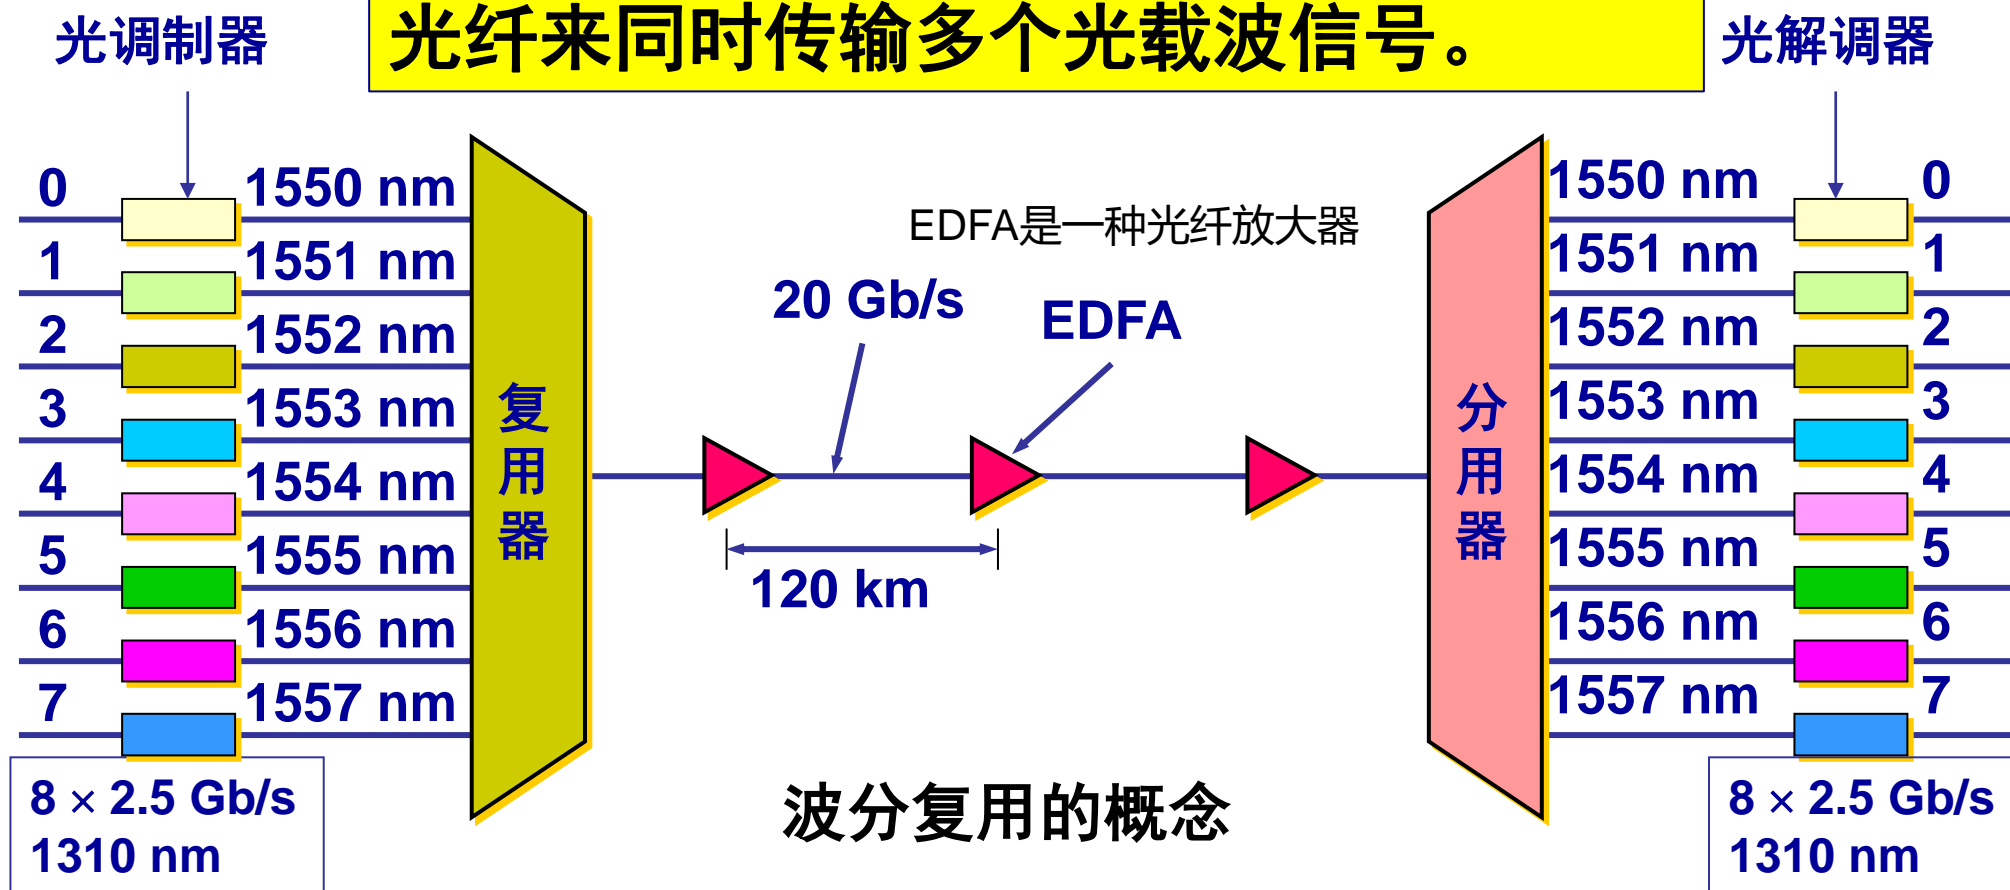 光纤来同时传输多个光载波信号。
光调制器
光解调器
0
1550 nm
1
1551 nm
2
1552 nm
3
1553 nm
4
1554 nm
5
1555 nm
6
1556 nm
7
1557 nm
8 × 2.5 Gb/s
1310 nm
复
用
器
EDFA是一种光纤放大器
20 Gb/s
EDFA
120 km
波分复用的概念
分
用
器
1550 nm
0
1551 nm
1
1552 nm
2
1553 nm
3
1554 nm
4
1555 nm
5
1556 nm
6
1557 nm
7
8 × 2.5 Gb/s
1310 nm